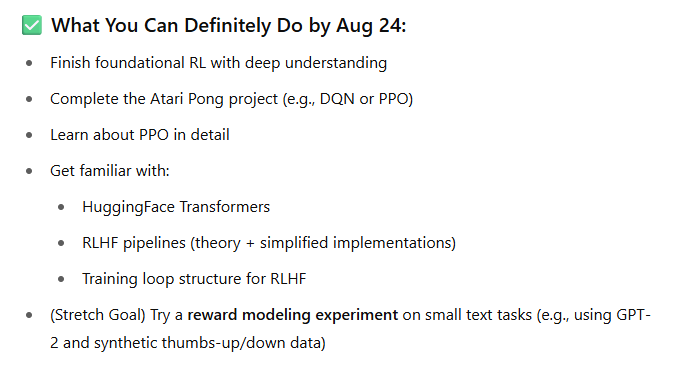 ✅ What You Can Definitely Do by Aug 24:
• Finish foundational RL with deep understanding
• Complete the Atari Pong project (e.g., DQN or PPO)
• Learn about PPO in detail
• Get familiar with:
• HuggingFace Transformers
• RLHF pipelines (theory + simplified implementations)
• Training loop structure for RLHF
• (Stretch Goal) Try a reward modeling experiment on small text tasks (e.g., using GPT-
2 and synthetic thumbs-up/down data)